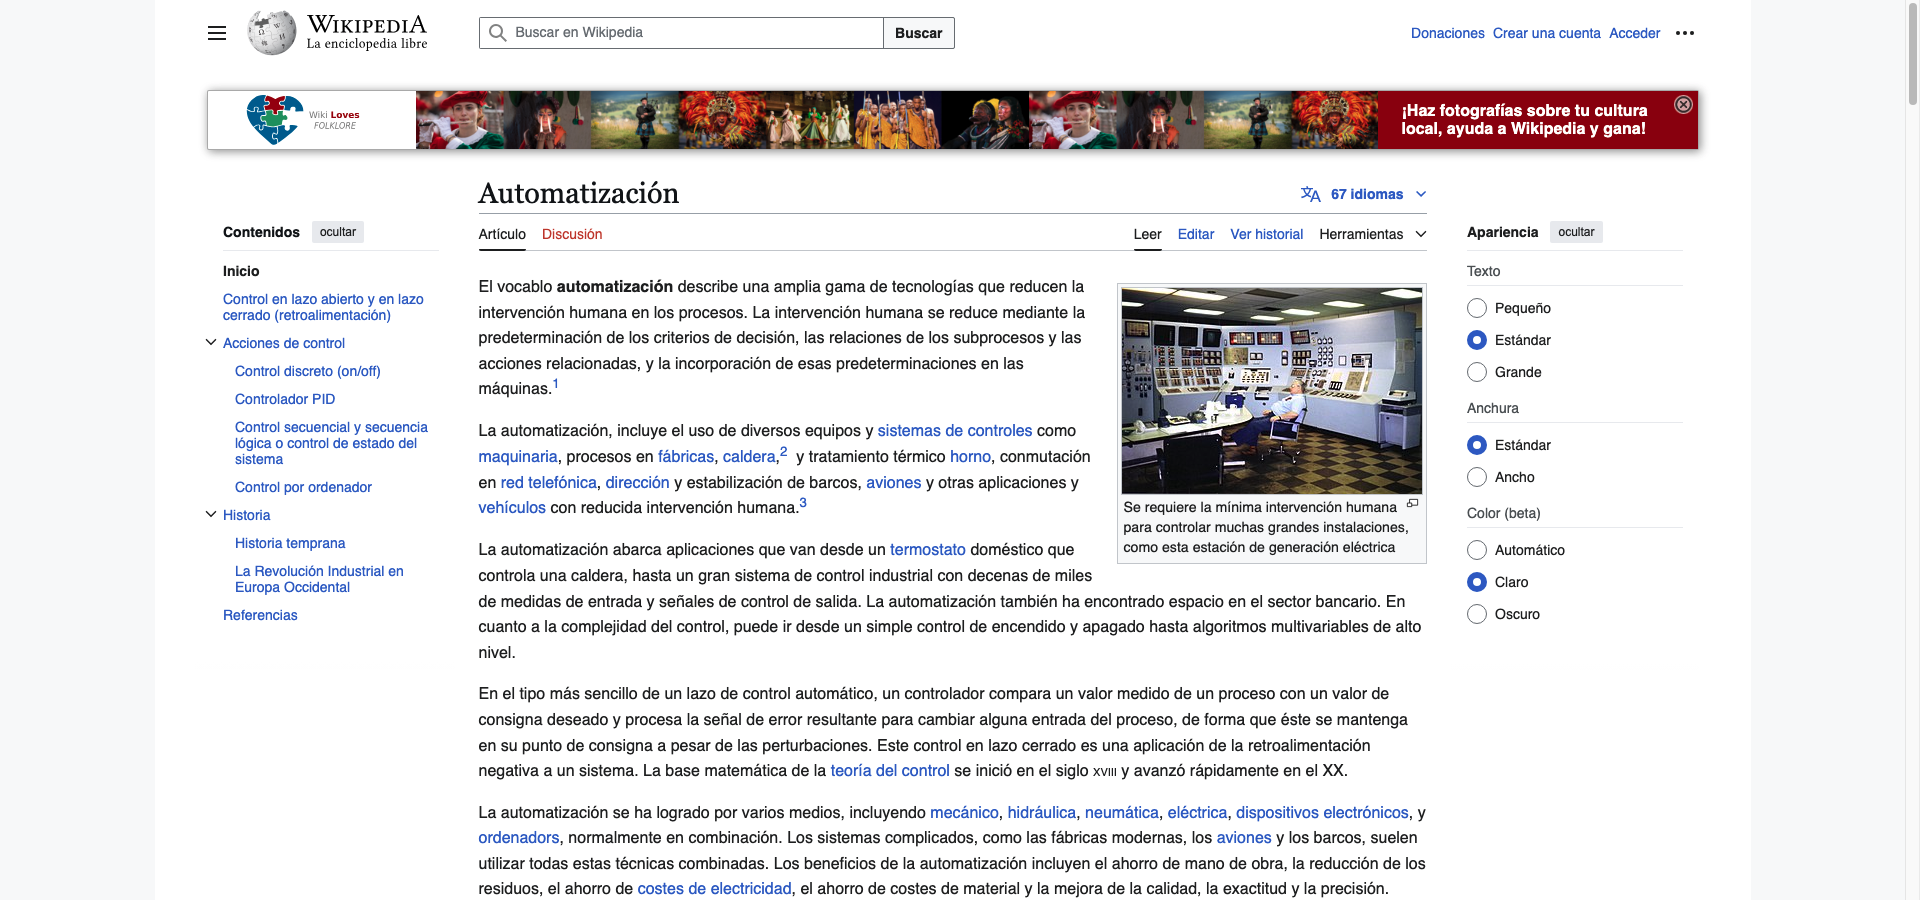 WIKIPEDIA
La enciclopedia libre
Buscar en Wikipedia
Buscar
Donaciones Crear una cuenta Acceder
Wiki Loves
FOLKLORE
¡Haz fotografías sobre tu cultura
local, ayuda a Wikipedia y gana!
Contenidos ocultar
Inicio
Control en lazo abierto y en lazo
cerrado (retroalimentación)
Acciones de control
Control discreto (on/off)
Controlador PID
Control secuencial y secuencia
lógica o control de estado del
sistema
Control por ordenador
Historia
Historia temprana
La Revolución Industrial en
Europa Occidental
Referencias
Automatización
67 idiomas
Artículo Discusión
Leer Editar Ver historial Herramientas
El vocablo automatización describe una amplia gama de tecnologías que reducen la
intervención humana en los procesos. La intervención humana se reduce mediante la
predeterminación de los criterios de decisión, las relaciones de los subprocesos y las
acciones relacionadas, y la incorporación de esas predeterminaciones en las
máquinas.1
La automatización, incluye el uso de diversos equipos y sistemas de controles como
maquinaria, procesos en fábricas, caldera,2 y tratamiento térmico horno, conmutación
en red telefónica, dirección y estabilización de barcos, aviones y otras aplicaciones y
vehículos con reducida intervención humana.3
Se requiere la mínima intervención humana
para controlar muchas grandes instalaciones,
como esta estación de generación eléctrica
La automatización abarca aplicaciones que van desde un termostato doméstico que
controla una caldera, hasta un gran sistema de control industrial con decenas de miles
de medidas de entrada y señales de control de salida. La automatización también ha encontrado espacio en el sector bancario. En
cuanto a la complejidad del control, puede ir desde un simple control de encendido y apagado hasta algoritmos multivariables de alto
nivel.
En el tipo más sencillo de un lazo de control automático, un controlador compara un valor medido de un proceso con un valor de
consigna deseado y procesa la señal de error resultante para cambiar alguna entrada del proceso, de forma que éste se mantenga
en su punto de consigna a pesar de las perturbaciones. Este control en lazo cerrado es una aplicación de la retroalimentación
negativa a un sistema. La base matemática de la teoría del control se inició en el siglo XVIII y avanzó rápidamente en el XX.
La automatización se ha logrado por varios medios, incluyendo mecánico, hidráulica, neumática, eléctrica, dispositivos electrónicos, y
ordenadors, normalmente en combinación. Los sistemas complicados, como las fábricas modernas, los aviones y los barcos, suelen
utilizar todas estas técnicas combinadas. Los beneficios de la automatización incluyen el ahorro de mano de obra, la reducción de los
residuos, el ahorro de costes de electricidad, el ahorro de costes de material y la mejora de la calidad, la exactitud y la precisión.
Apariencia ocultar
Texto
Pequeño
Estándar
Grande
Anchura
Estándar
Ancho
Color (beta)
Automático
Claro
Oscuro